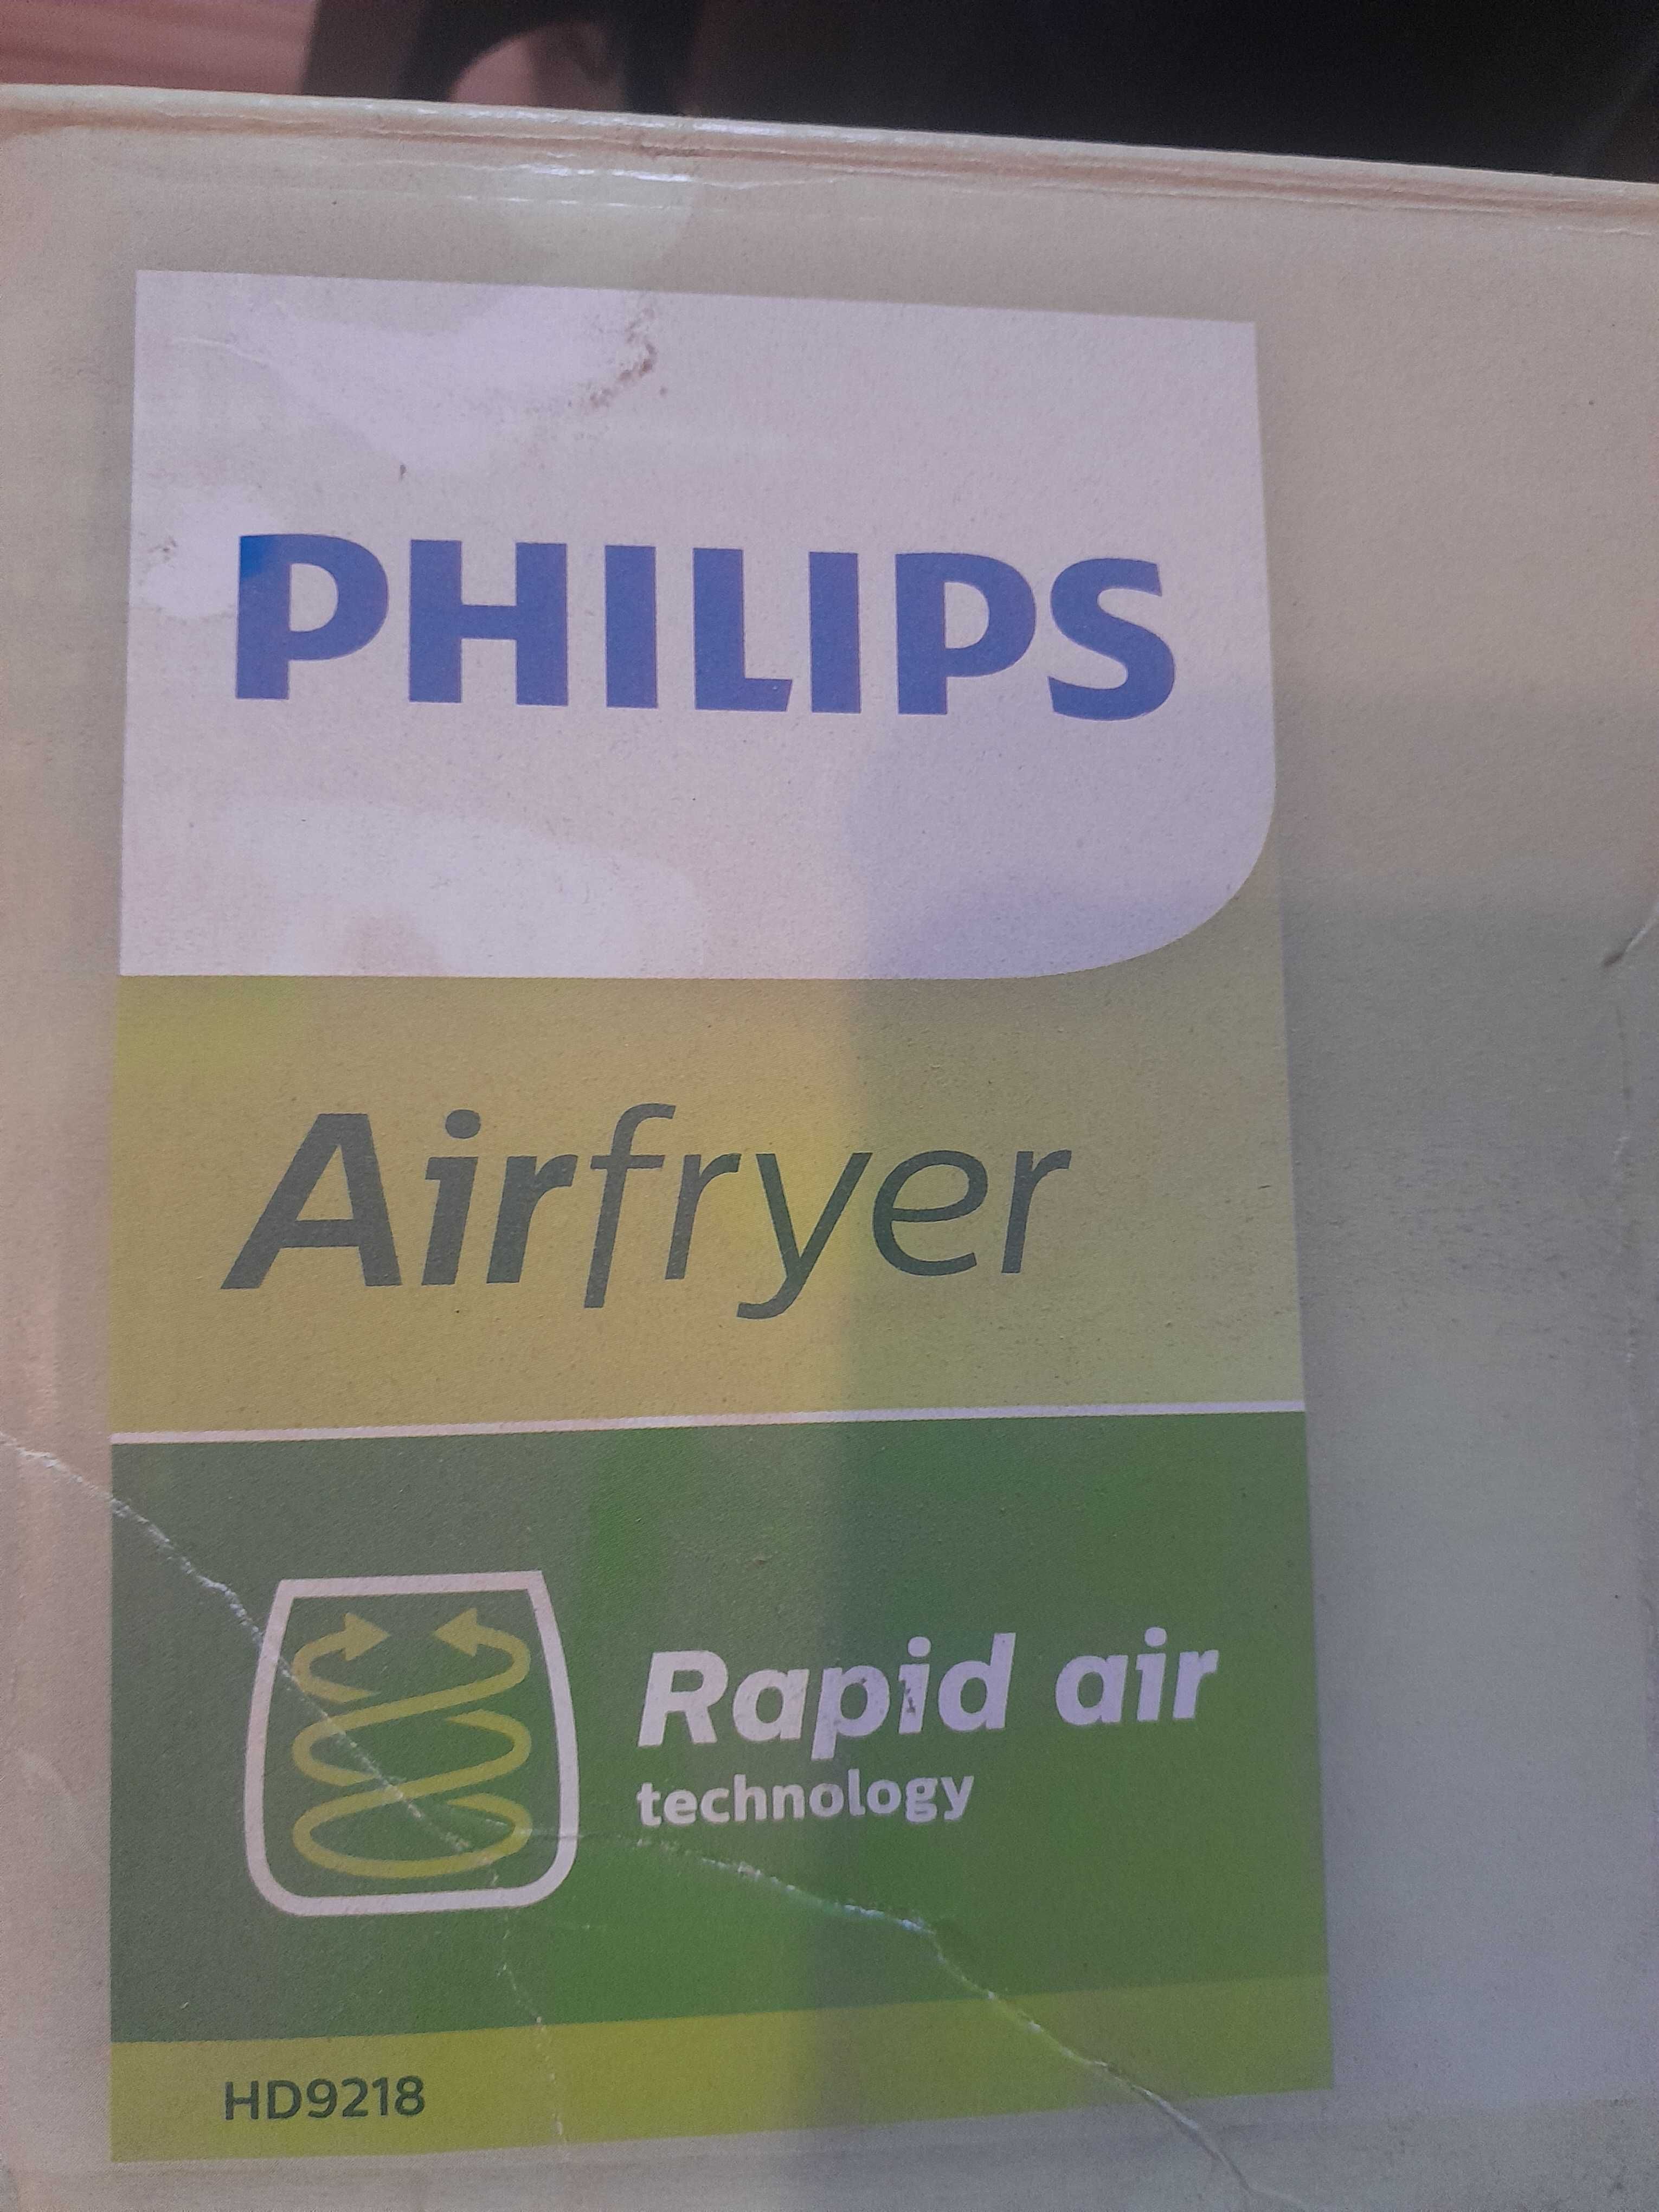 PHILIPS
Airfryer
Rapid air
technology
HD9218